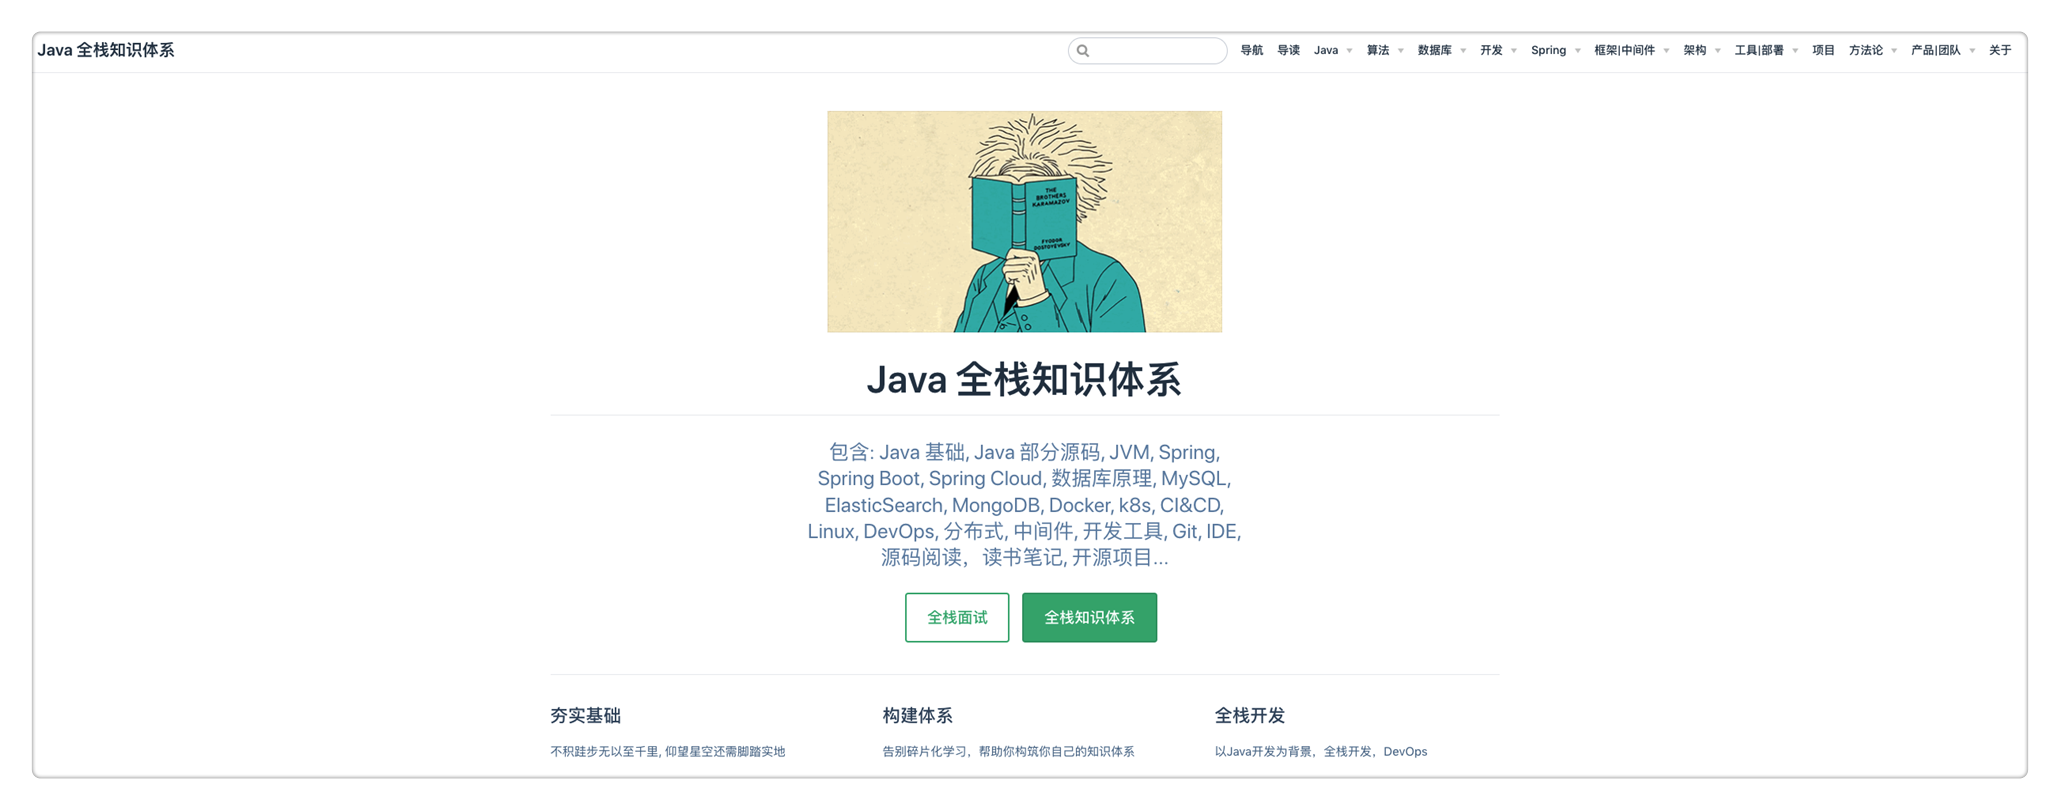 Java 全栈知识体系
导航 导读 Java 算法 数据库 开发 Spring 框架|中间件 架构 工具|部署 项目 方法论 产品|团队 关于
THE
BROTHERS
KARAMAZOV
FYODOR
DOSTOYEVSKY
Java 全栈知识体系
包含: Java 基础, Java 部分源码, JVM, Spring,
Spring Boot, Spring Cloud, 数据库原理, MySQL,
ElasticSearch, MongoDB, Docker, k8s, CI&CD,
Linux, DevOps, 分布式, 中间件, 开发工具, Git, IDE,
源码阅读，读书笔记, 开源项目...
全栈面试 全栈知识体系
夯实基础
不积跬步无以至千里, 仰望星空还需脚踏实地
构建体系
告别碎片化学习，帮助你构筑你自己的知识体系
全栈开发
以Java开发为背景，全栈开发，DevOps